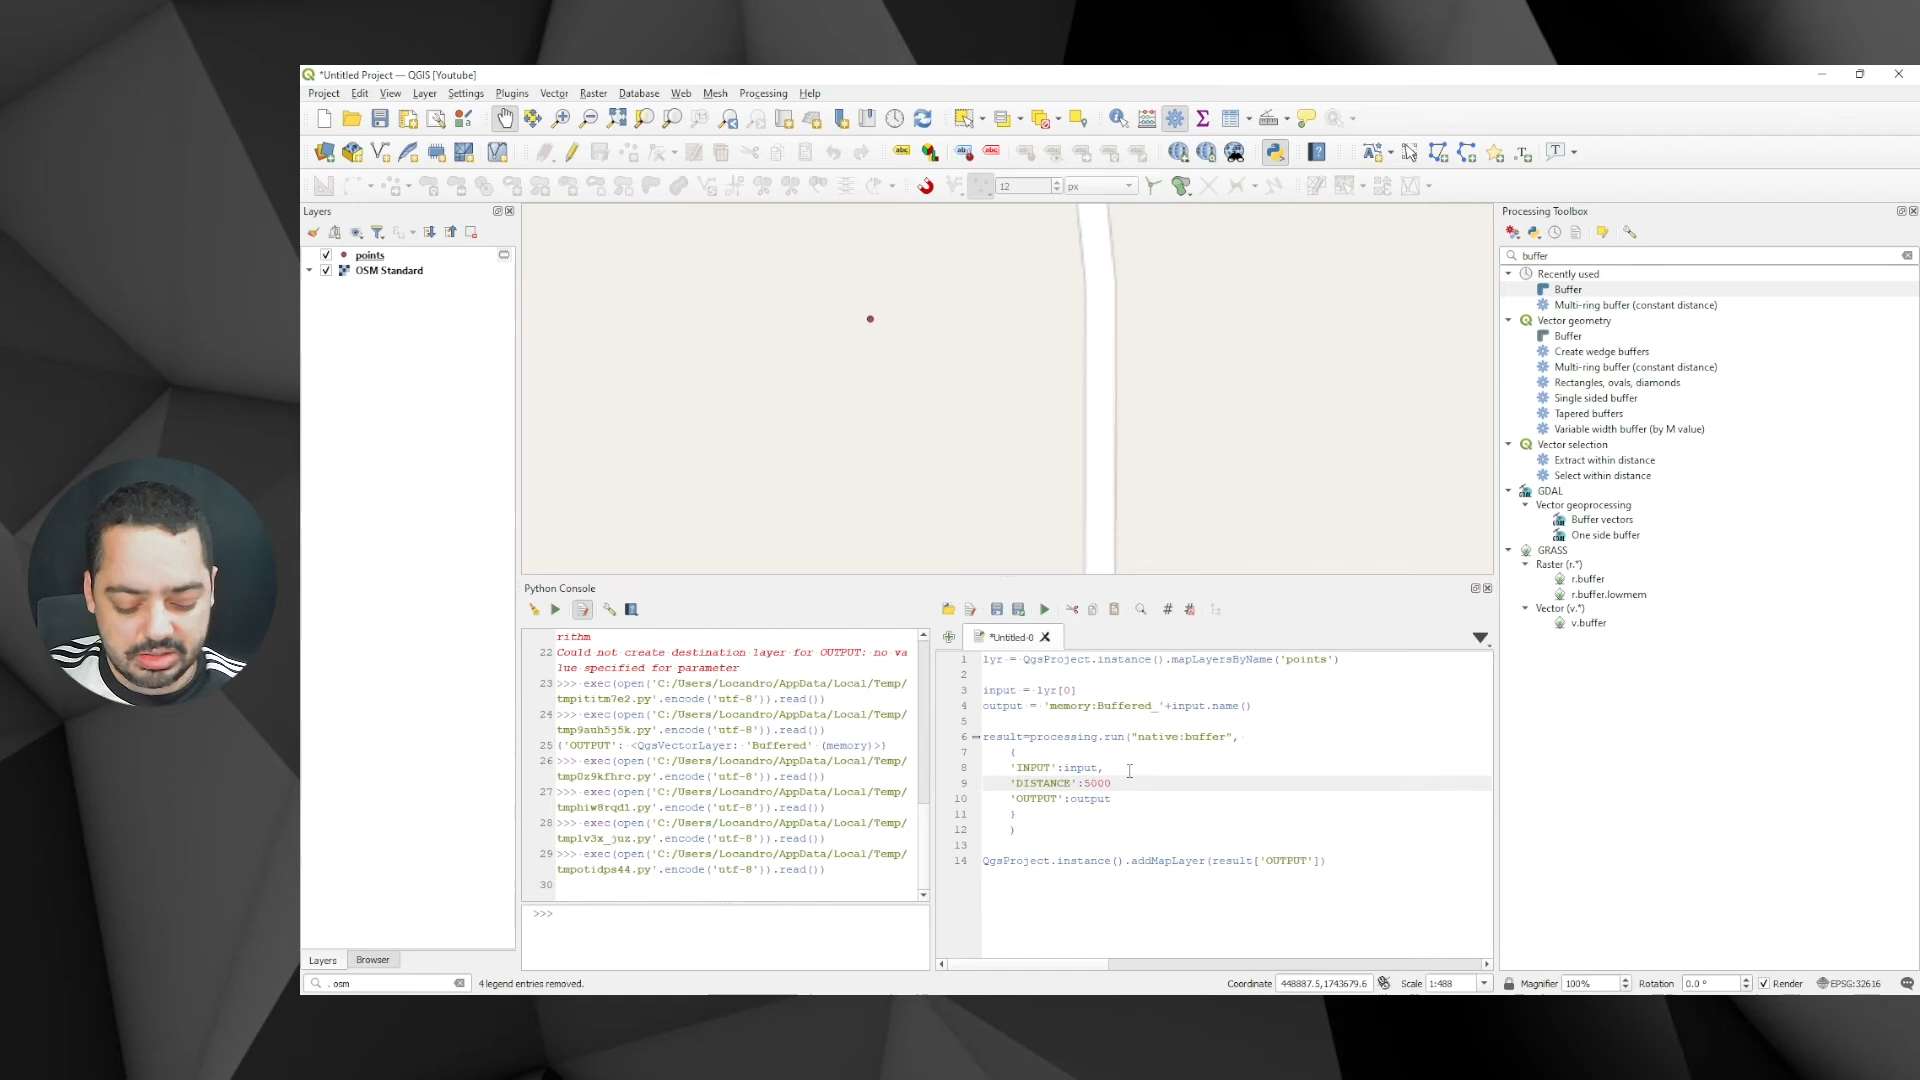 *Untitled Project — QGIS [Youtube]
Project Edit View Layer Settings Plugins Vector Raster Database Web Mesh Processing Help
12 px
Layers
points
OSM Standard
Layers Browser
Python Console
rithm
22 Could not create destination layer for OUTPUT: no va
lue specified for parameter
23 >>> exec(open('C:/Users/Locandro/AppData/Local/Temp/
tmpititm7e2.py'.encode('utf-8')).read())
24 >>> exec(open('C:/Users/Locandro/AppData/Local/Temp/
tmp9auh5j5k.py'.encode('utf-8')).read())
25 {'OUTPUT': <QgsVectorLayer: 'Buffered' (memory)>}
26 >>> exec(open('C:/Users/Locandro/AppData/Local/Temp/
tmp0z9kfhrc.py'.encode('utf-8')).read())
27 >>> exec(open('C:/Users/Locandro/AppData/Local/Temp/
tmphiw8rqd1.py'.encode('utf-8')).read())
28 >>> exec(open('C:/Users/Locandro/AppData/Local/Temp/
tmplv3x_juz.py'.encode('utf-8')).read())
29 >>> exec(open('C:/Users/Locandro/AppData/Local/Temp/
tmpotidps44.py'.encode('utf-8')).read())
30
>>>
*Untitled-0
1 lyr = QgsProject.instance().mapLayersByName('points')
2
3 input = lyr[0]
4 output = 'memory:Buffered_'+input.name()
5
6 result=processing.run("native:buffer",
7 {
8 'INPUT':input,
9 'DISTANCE':5000
10 'OUTPUT':output
11 }
12 )
13
14 QgsProject.instance().addMapLayer(result['OUTPUT'])
Processing Toolbox
buffer
Recently used
Buffer
Multi-ring buffer (constant distance)
Vector geometry
Buffer
Create wedge buffers
Multi-ring buffer (constant distance)
Rectangles, ovals, diamonds
Single sided buffer
Tapered buffers
Variable width buffer (by M value)
Vector selection
Extract within distance
Select within distance
GDAL
Vector geoprocessing
Buffer vectors
One side buffer
GRASS
Raster (r.*)
r.buffer
r.buffer.lowmem
Vector (v.*)
v.buffer
. osm 4 legend entries removed. Coordinate 448887.5,1743679.6 Scale 1:488 Magnifier 100% Rotation 0.0 ° Render EPSG:32616